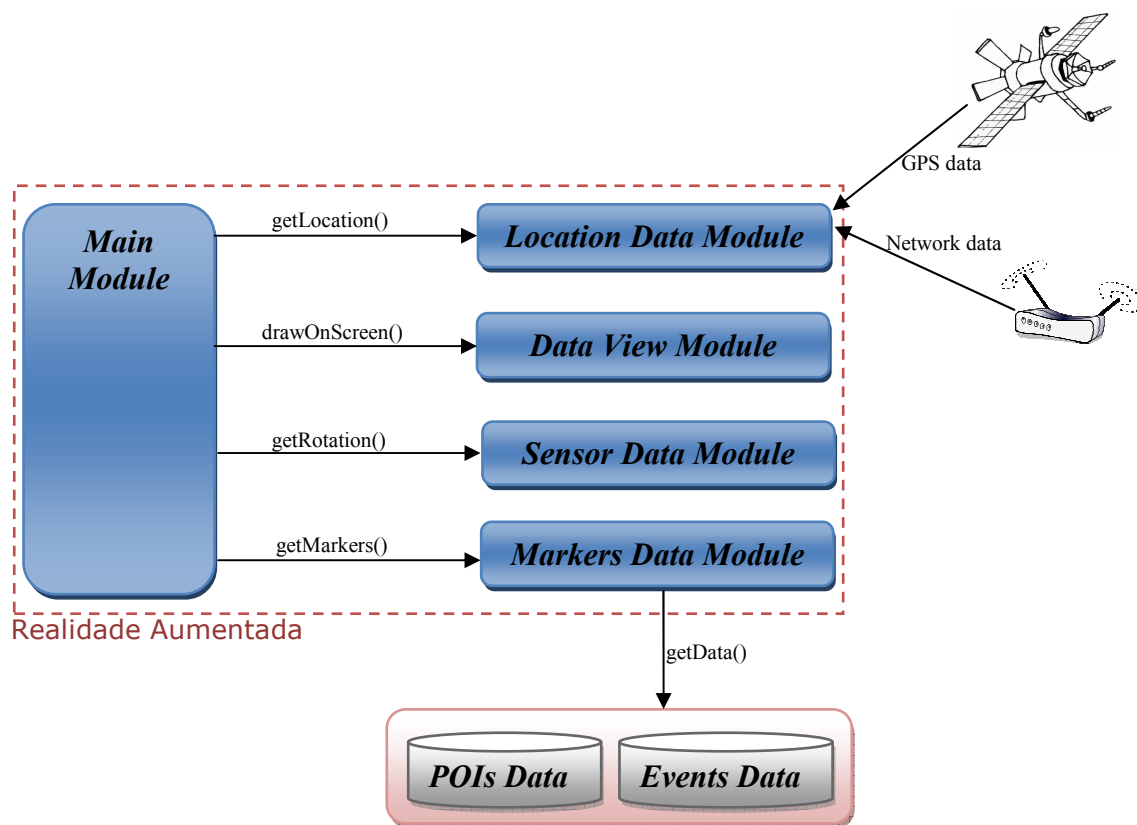 GPS data
Network data
Main
Module
getLocation()
Location Data Module
drawOnScreen()
Data View Module
getRotation()
Sensor Data Module
getMarkers()
Markers Data Module
Realidade Aumentada
getData()
POIs Data
Events Data